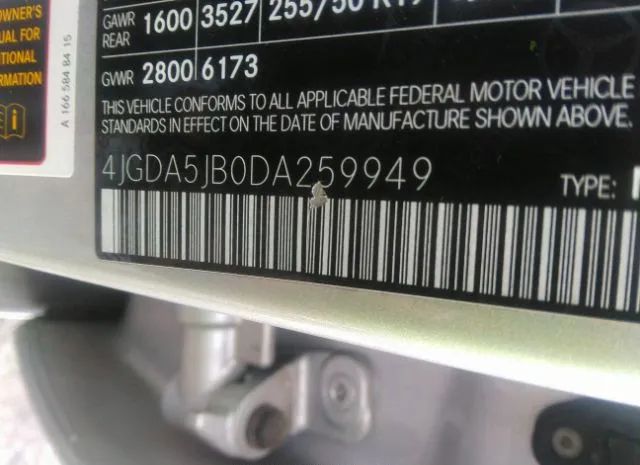 OWNER'S
UAL FOR
TIONAL
ORMATION
A 166 584 84 15
GAWR
REAR
1600 3527 255/50 R19
GVWR 2800 6173
THIS VEHICLE CONFORMS TO ALL APPLICABLE FEDERAL MOTOR VEHICLE
STANDARDS IN EFFECT ON THE DATE OF MANUFACTURE SHOWN ABOVE.
4JGDA5JB0DA259949
TYPE: